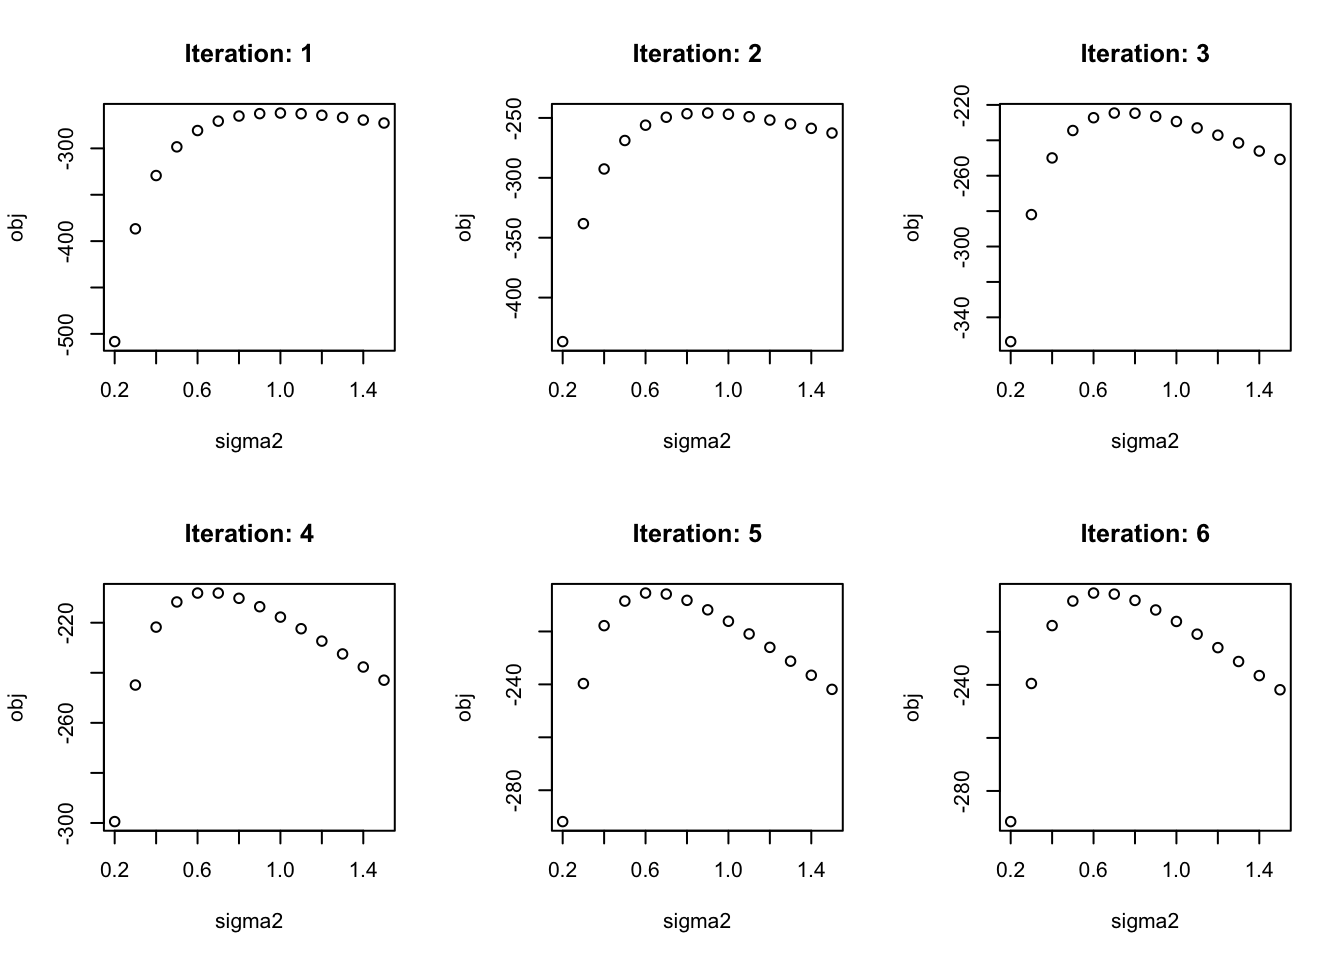 Iteration: 1
obj
-300
-400
-500
0.2 0.6 1.0 1.4
sigma2
Iteration: 2
obj
-250
-300
-350
-400
0.2 0.6 1.0 1.4
sigma2
Iteration: 3
obj
-220
-260
-300
-340
0.2 0.6 1.0 1.4
sigma2
Iteration: 4
obj
-220
-260
-300
0.2 0.6 1.0 1.4
sigma2
Iteration: 5
obj
-240
-280
0.2 0.6 1.0 1.4
sigma2
Iteration: 6
obj
-240
-280
0.2 0.6 1.0 1.4
sigma2